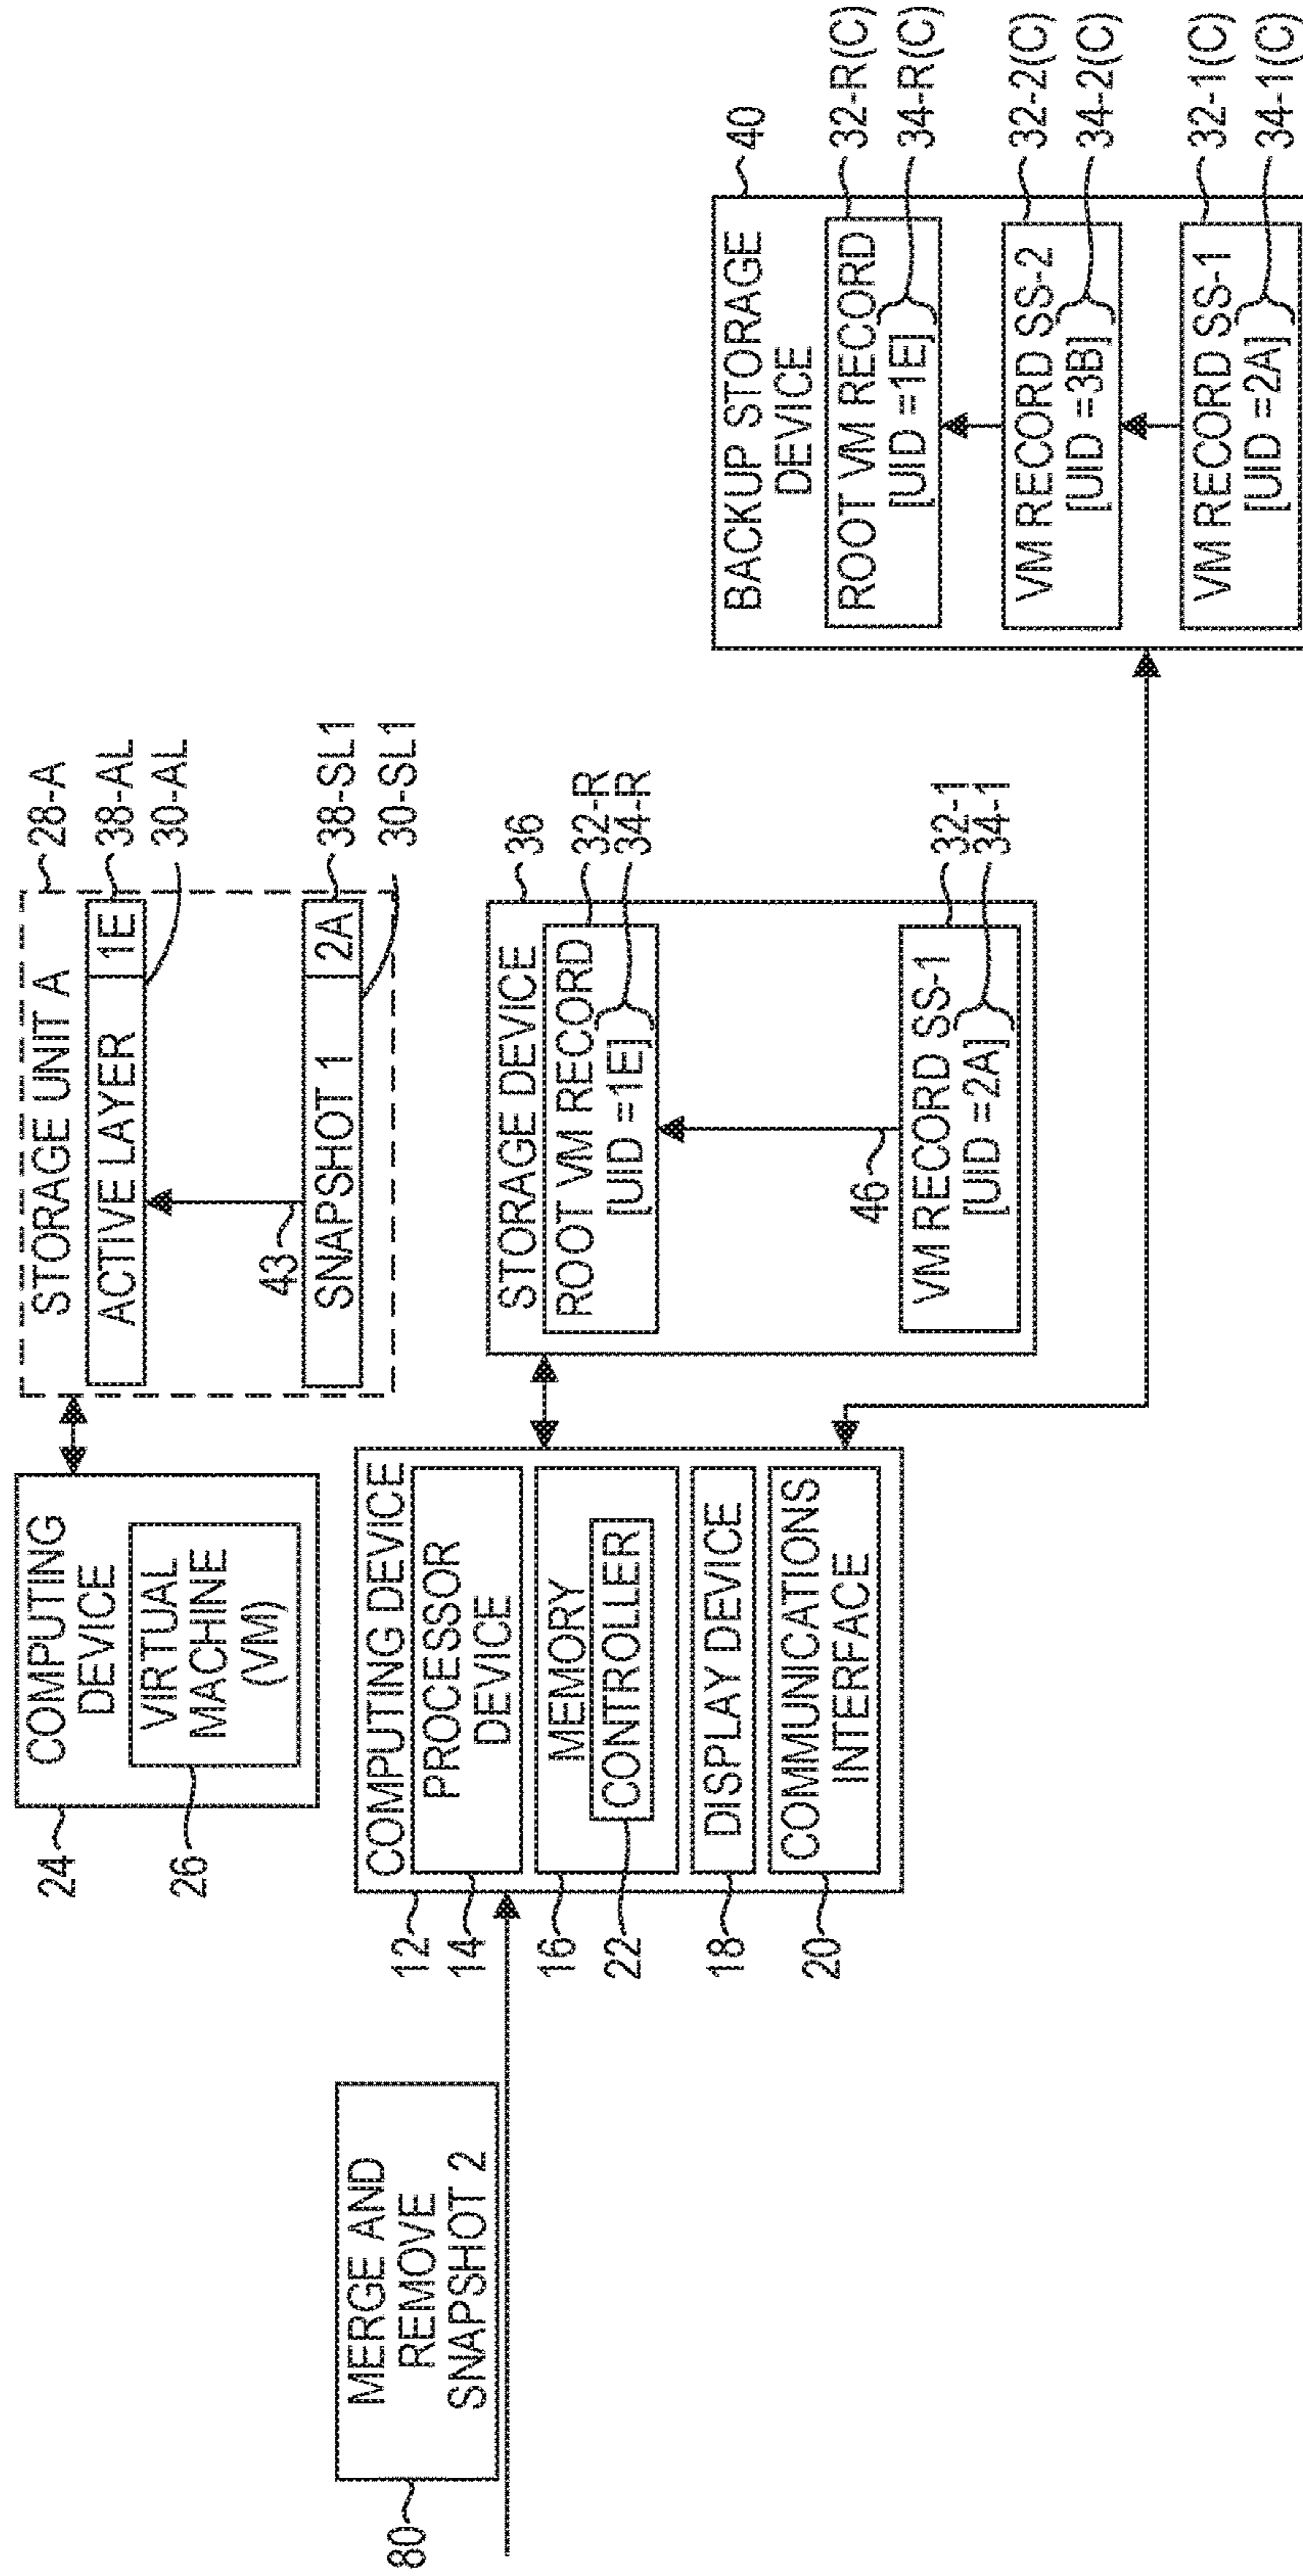 80
MERGE AND
REMOVE
SNAPSHOT 2
24
COMPUTING
DEVICE
26
VIRTUAL
MACHINE
(VM)
12
COMPUTING DEVICE
14
PROCESSOR
DEVICE
16
MEMORY
22
CONTROLLER
18
DISPLAY DEVICE
20
COMMUNICATIONS
INTERFACE
STORAGE UNIT A
28-A
ACTIVE LAYER
1E
38-AL
30-AL
43
SNAPSHOT 1
2A
38-SL1
30-SL1
STORAGE DEVICE
36
ROOT VM RECORD
32-R
[UID =1E]
34-R
46
VM RECORD SS-1
32-1
[UID =2A]
34-1
BACKUP STORAGE
DEVICE
40
ROOT VM RECORD
32-R(C)
[UID =1E]
34-R(C)
VM RECORD SS-2
32-2(C)
[UID =3B]
34-2(C)
VM RECORD SS-1
32-1(C)
[UID =2A]
34-1(C)